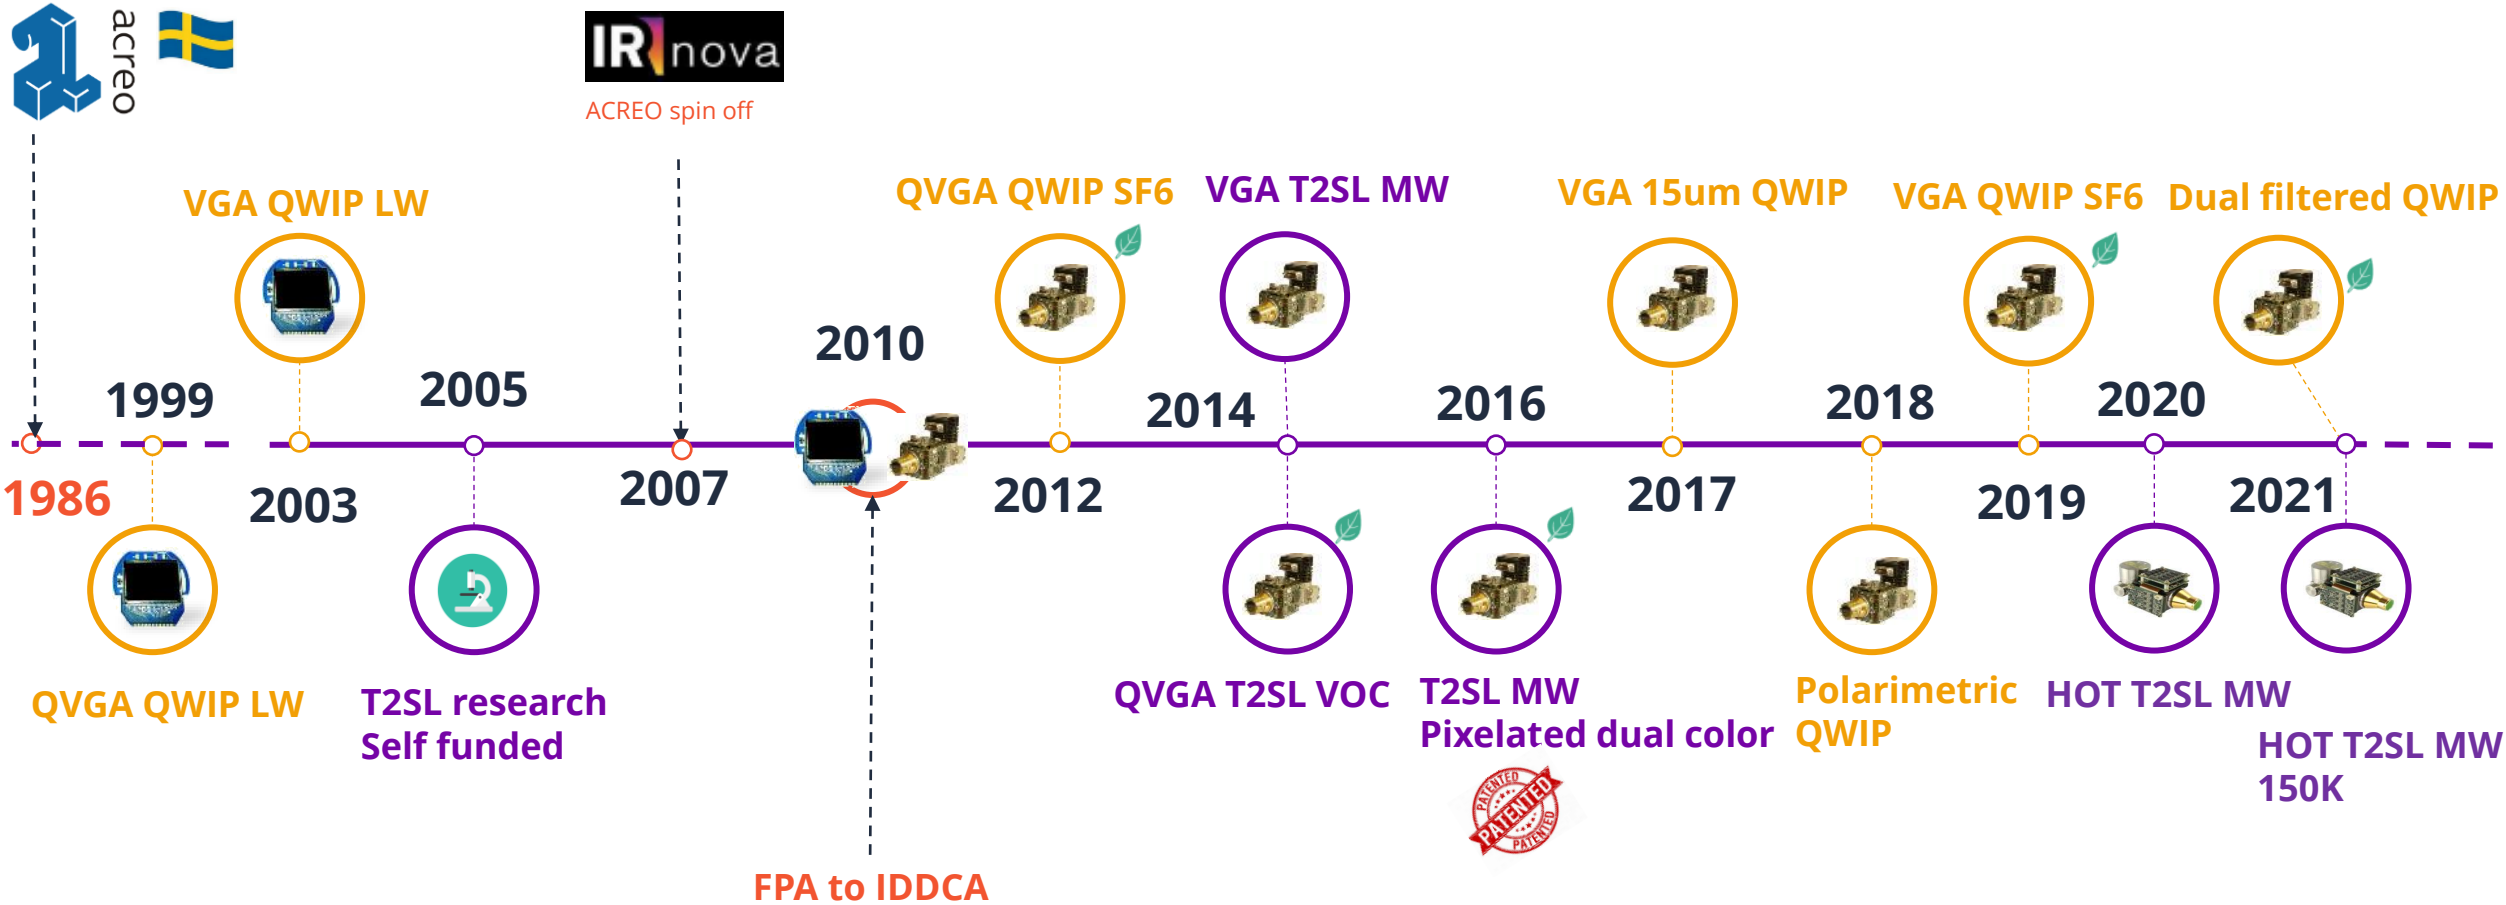 acreo
IRnova
ACREO spin off
VGA QWIP LW
QVGA QWIP SF6
VGA T2SL MW
VGA 15um QWIP
VGA QWIP SF6
Dual filtered QWIP
1999
2005
2010
2014
2016
2018
2020
1986
2003
2007
2012
2017
2019
2021
QVGA QWIP LW
T2SL research
Self funded
QVGA T2SL VOC
T2SL MW
Pixelated dual color
Polarimetric
QWIP
HOT T2SL MW
HOT T2SL MW
150K
PATENTED
PATENTED
PATENTED
FPA to IDDCA